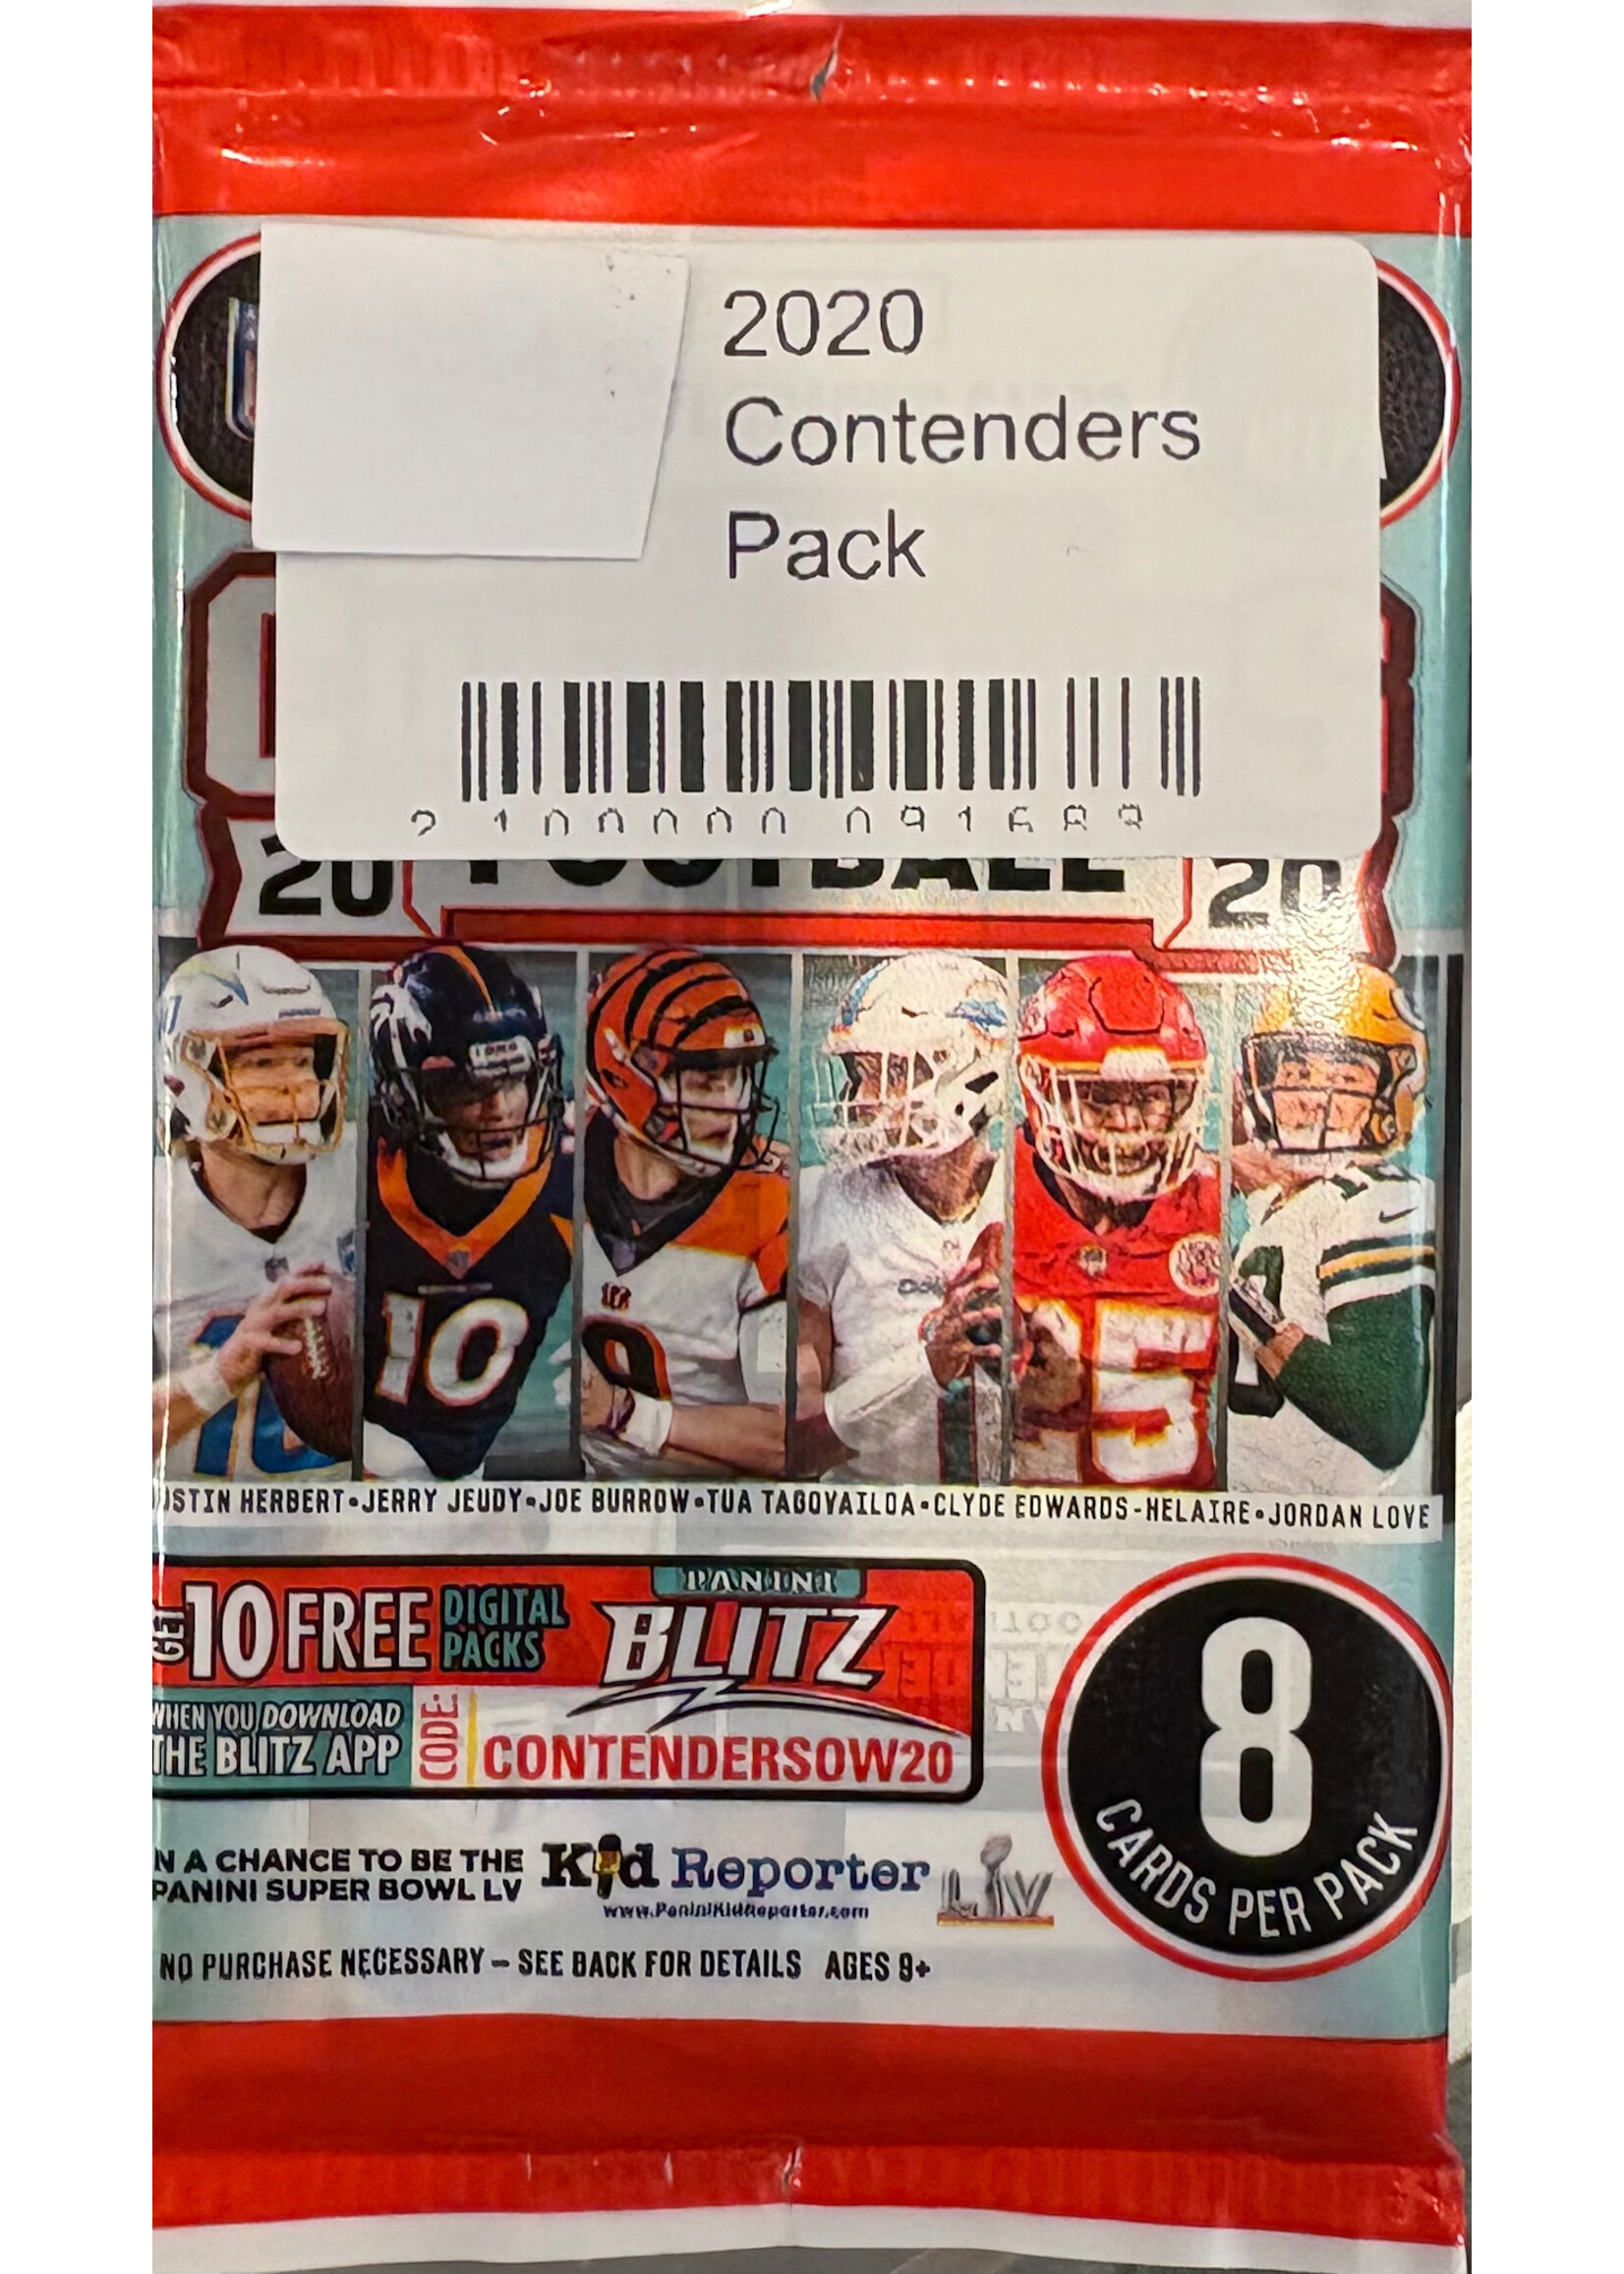 2020
Contenders
Pack
20 FOOTBALL 20
10
USTIN HERBERT•JERRY JEUDY•JOE BURROW•TUA TAGOVAILOA•CLYDE EDWARDS-HELAIRE•JORDAN LOVE
GET 10 FREE DIGITAL PACKS
PANINI
BLITZ
WHEN YOU DOWNLOAD
THE BLITZ APP
CODE:
CONTENDERSOW20
8
CARDS PER PACK
N A CHANCE TO BE THE
PANINI SUPER BOWL LV
Kid Reporter
www.PaniniKidReporter.com
LV
NO PURCHASE NECESSARY – SEE BACK FOR DETAILS AGES 9+